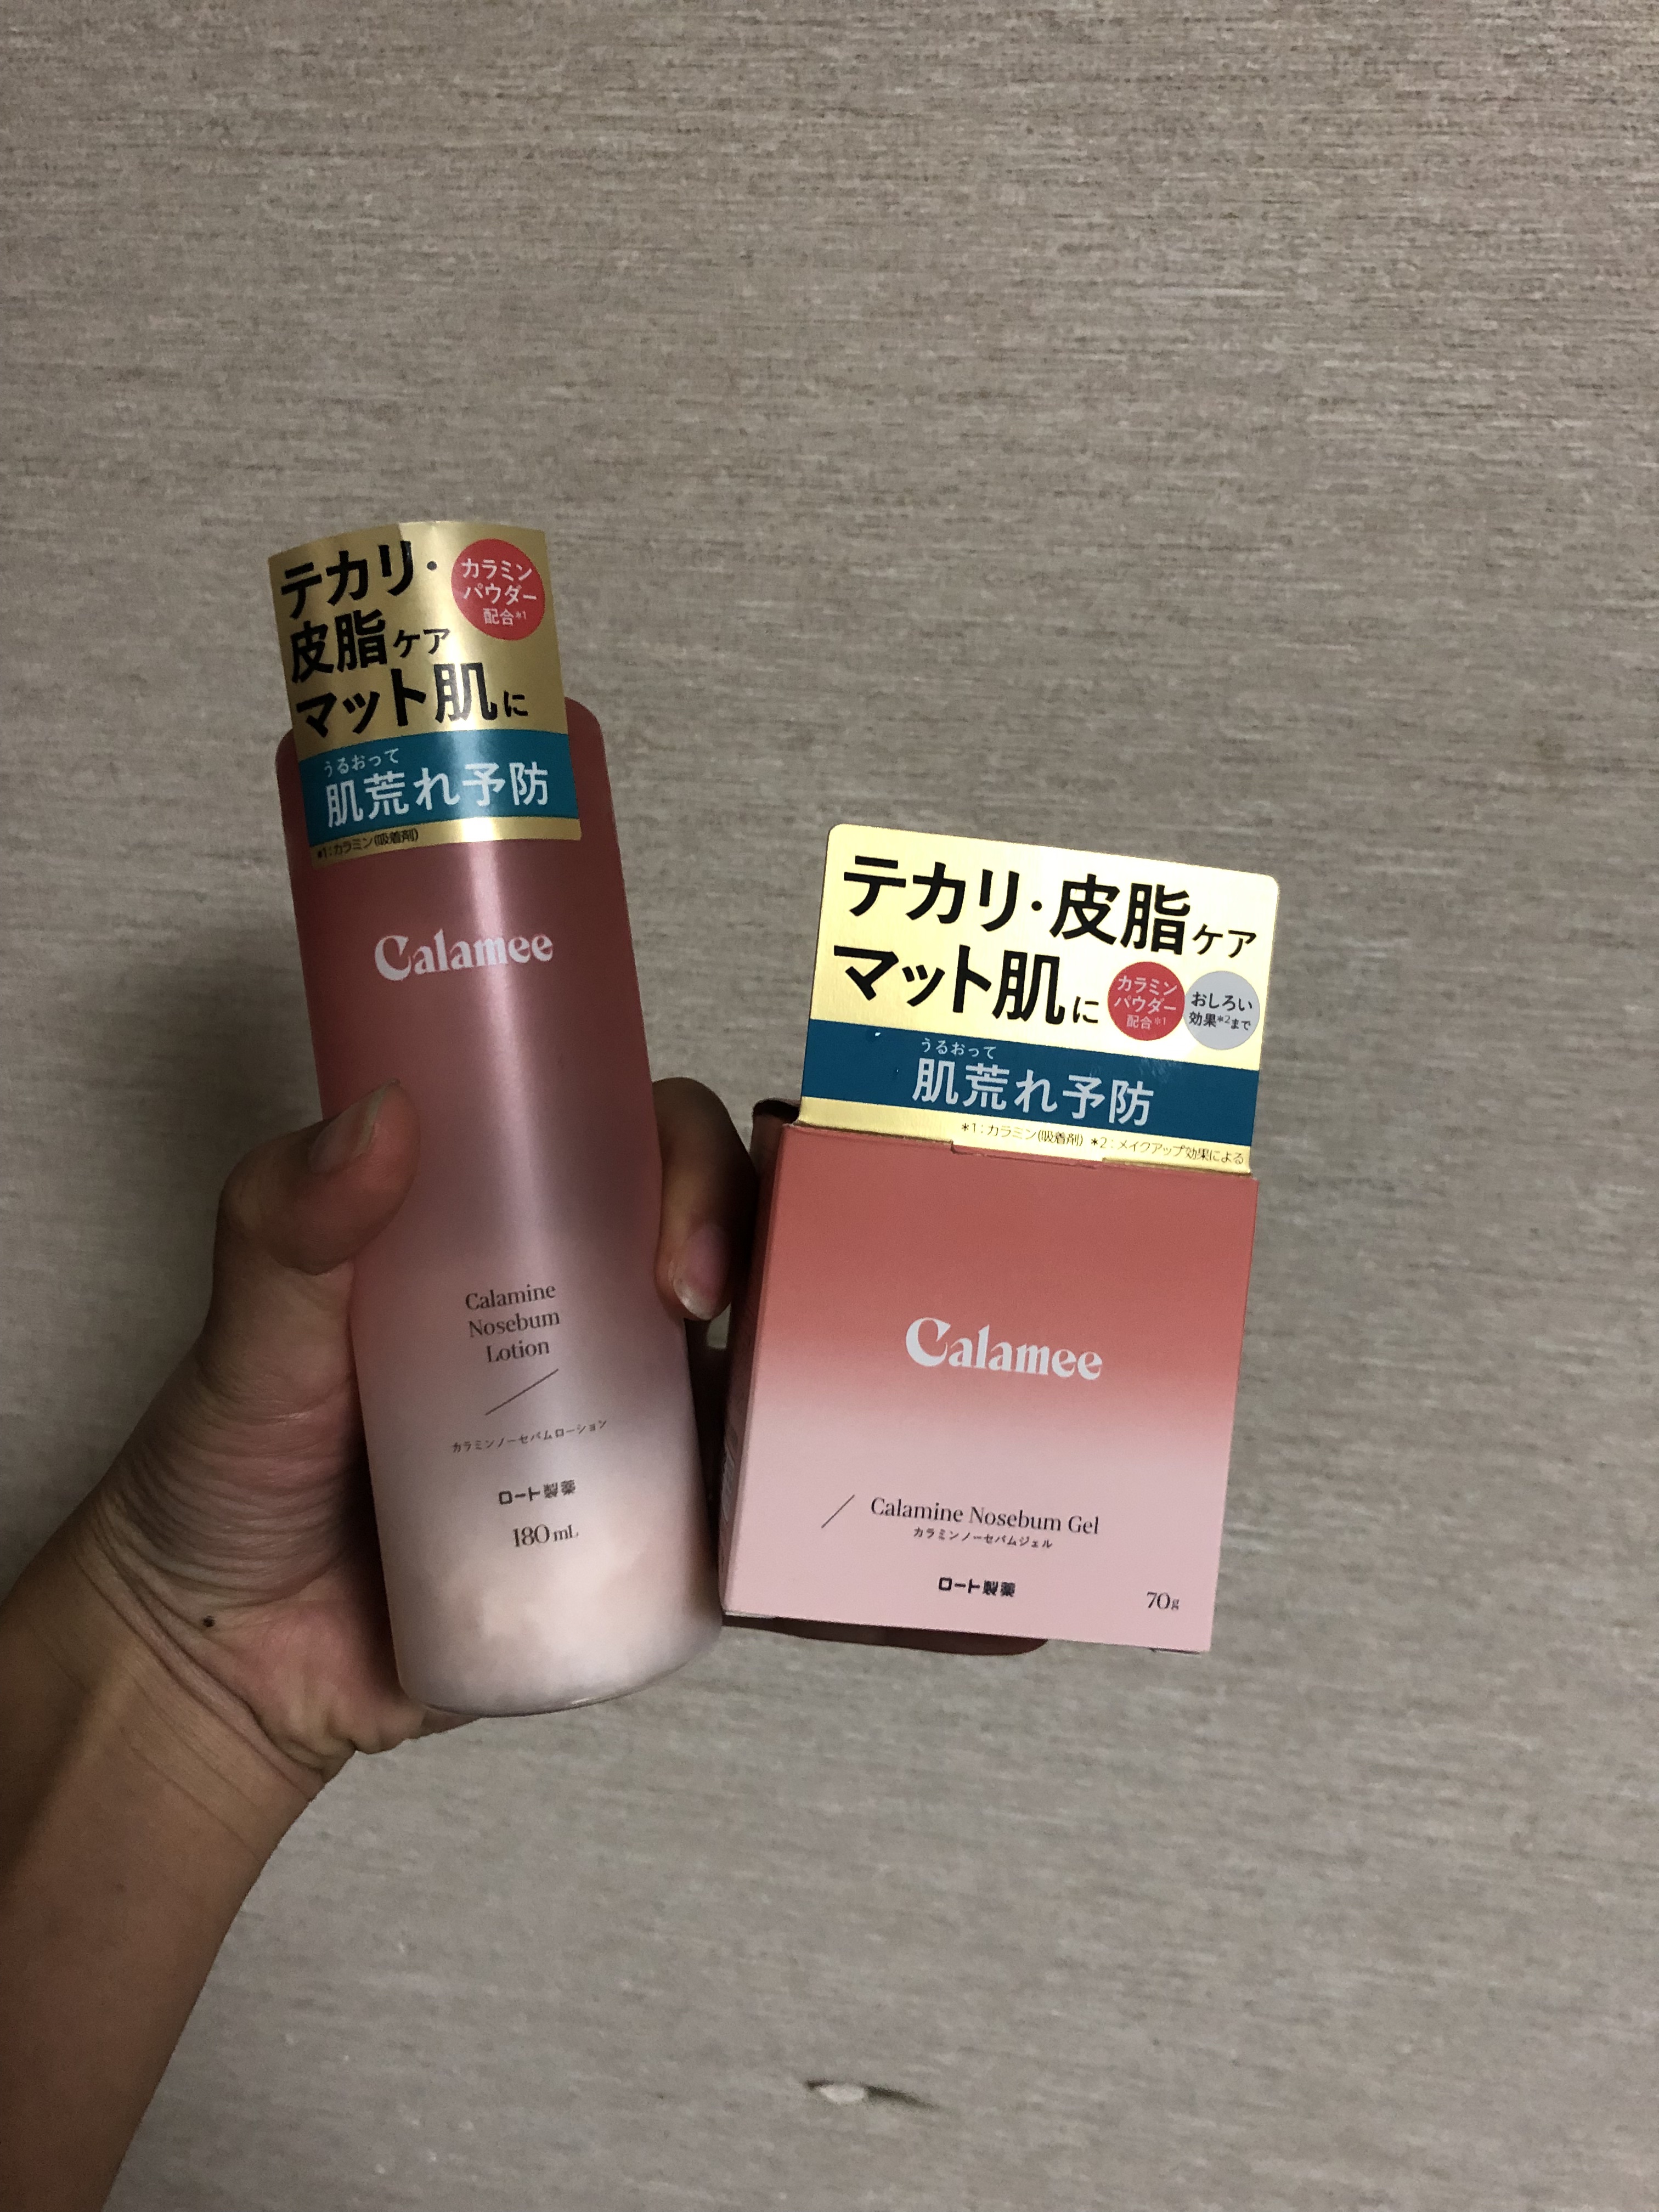 テカリ・
皮脂ケア
マット肌に
カラミン
パウダー
配合*1
うるおって
肌荒れ予防
*1:カラミン(吸着剤)
Calamee
Calamine
Nosebum
Lotion
カラミンノーセバムローション
ロート製薬
180mL
テカリ・皮脂ケア
マット肌に
カラミン
パウダー
配合*1
おしろい
効果*2まで
うるおって
肌荒れ予防
*1:カラミン(吸着剤) *2:メイクアップ効果による
Calamee
Calamine Nosebum Gel
カラミンノーセバムジェル
ロート製薬
70g